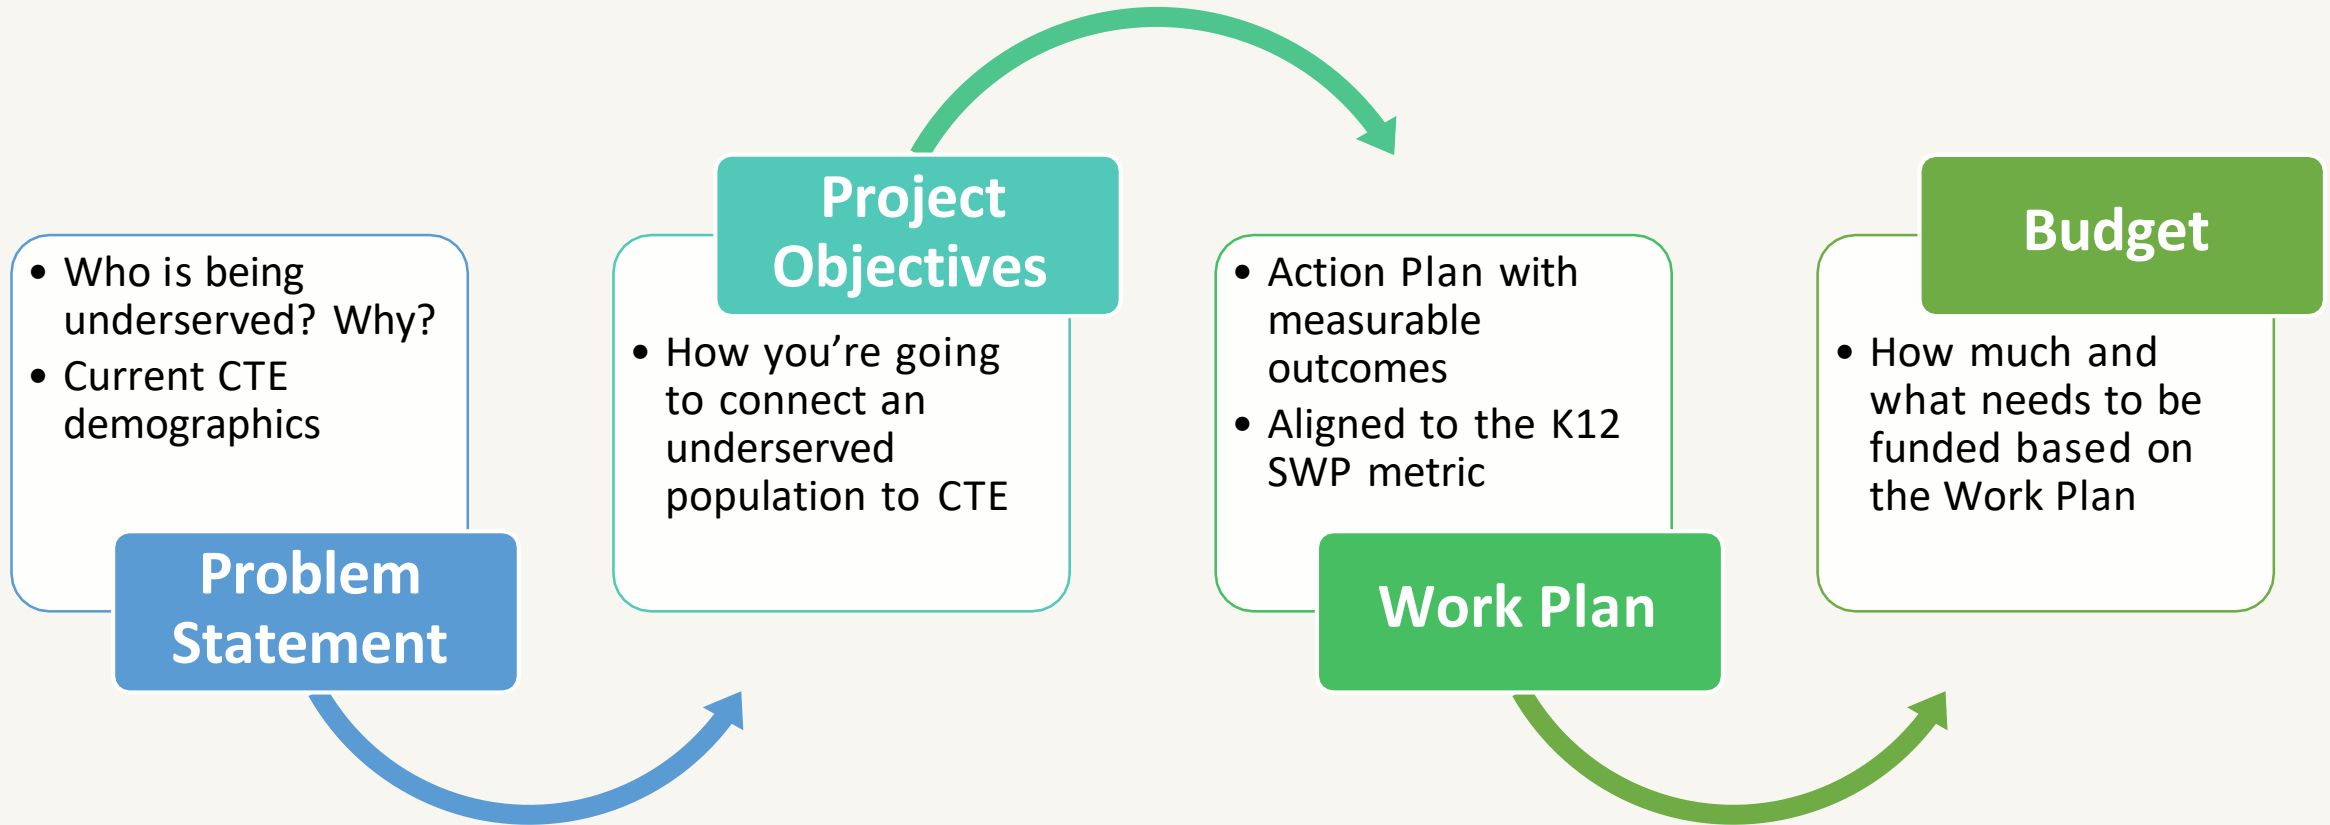 • Who is being
underserved? Why?
• Current CTE
demographics
Problem
Statement
Project
Objectives
• How you’re going
to connect an
underserved
population to CTE
• Action Plan with
measurable
outcomes
• Aligned to the K12
SWP metric
Work Plan
Budget
• How much and
what needs to be
funded based on
the Work Plan